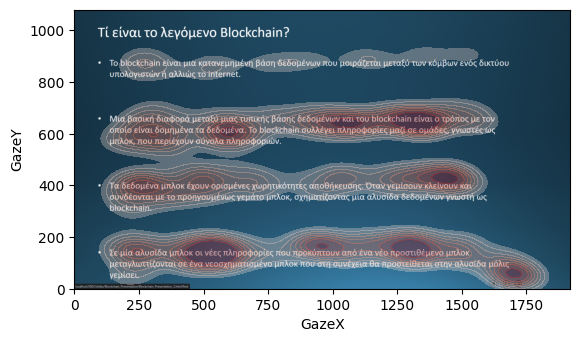 Τί είναι το λεγόμενο Blockchain?
• Το blockchain είναι μια κατανεμημένη βάση δεδομένων που μοιράζεται μεταξύ των κόμβων ενός δικτύου
υπολογιστών ή αλλιώς το internet.
• Μια βασική διαφορά μεταξύ μιας τυπικής βάσης δεδομένων και του blockchain είναι ο τρόπος με τον
οποίο είναι δομημένα τα δεδομένα. Το blockchain συλλέγει πληροφορίες μαζί σε ομάδες, γνωστές ως
μπλοκ, που περιέχουν σύνολα πληροφοριών.
• Τα δεδομένα μπλοκ έχουν ορισμένες χωρητικότητες αποθήκευσης. Όταν γεμίσουν κλείνουν και
συνδέονται με το προηγουμένως γεμάτο μπλοκ, σχηματίζοντας μια αλυσίδα δεδομένων γνωστή ως
blockchain.
• Σε μία αλυσίδα μπλοκ οι νέες πληροφορίες που προκύπτουν από ένα νέο προστιθέμενο μπλοκ
μεταγλωττίζονται σε ένα νεοσχηματισμένο μπλοκ που στη συνέχεια θα προστίθεται στην αλυσίδα μόλις
γεμίσει.
GazeY
1000
800
600
400
200
0
0 250 500 750 1000 1250 1500 1750
GazeX